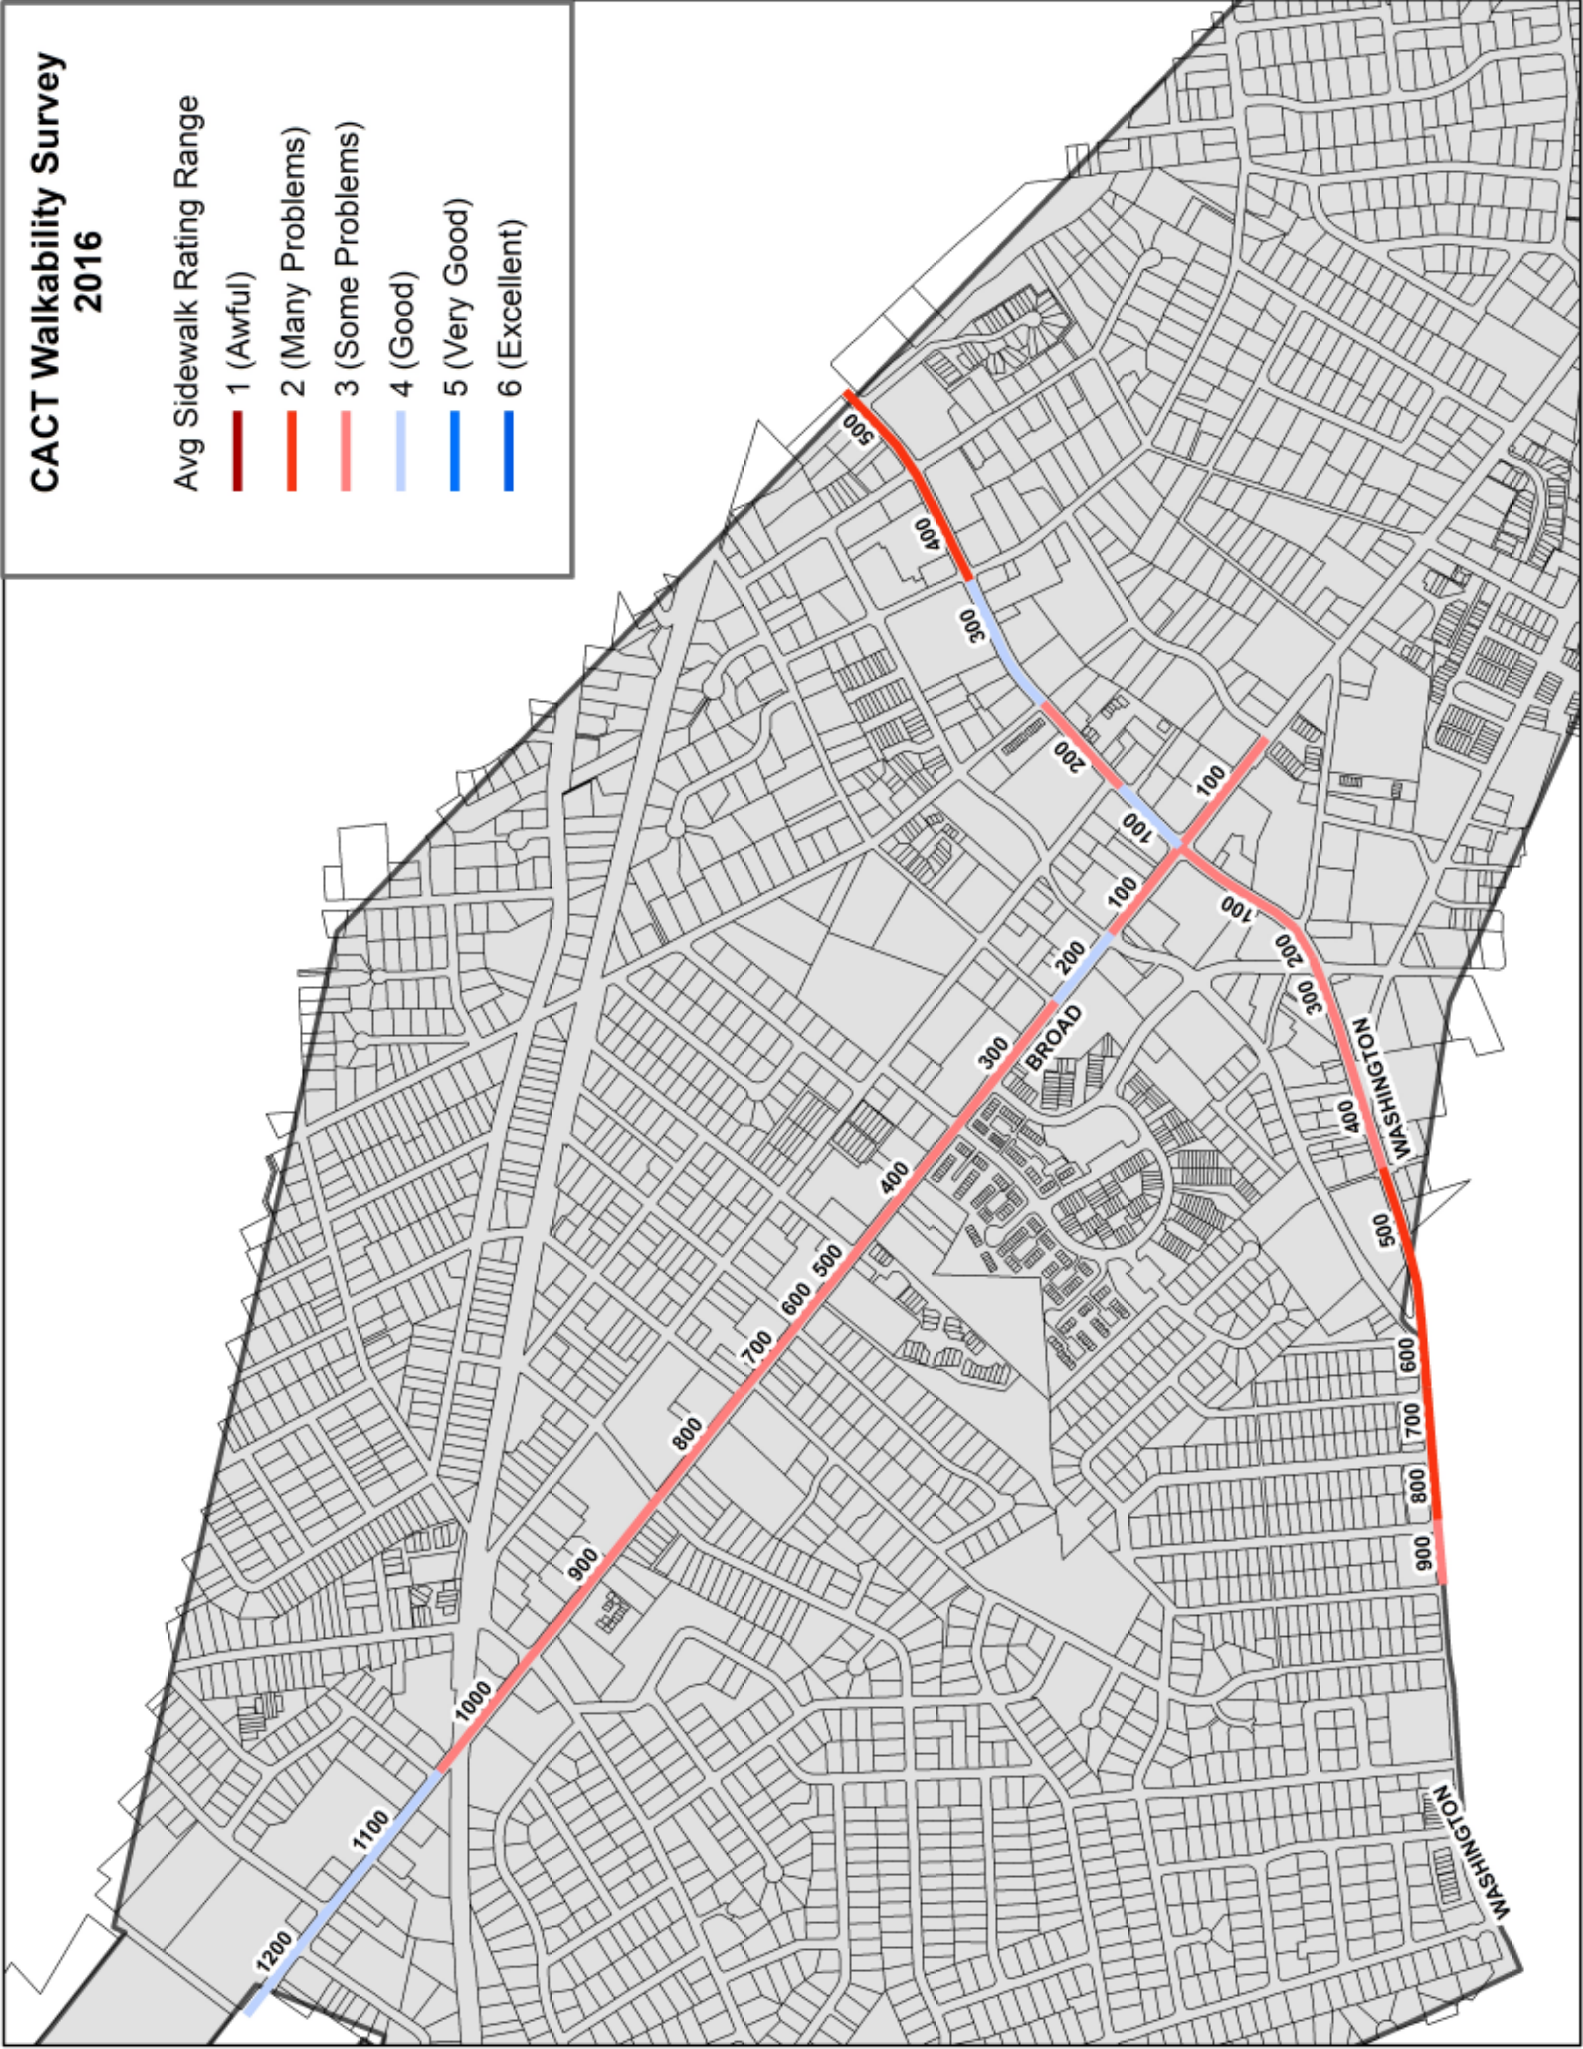 CACT Walkability Survey
2016
Avg Sidewalk Rating Range
1 (Awful)
2 (Many Problems)
3 (Some Problems)
4 (Good)
5 (Very Good)
6 (Excellent)
500
400
300
200
100
100
100
200
BROAD
300
400
500
600
700
800
900
1000
1100
1200
100
200
300
WASHINGTON
400
500
600
700
800
900
WASHINGTON